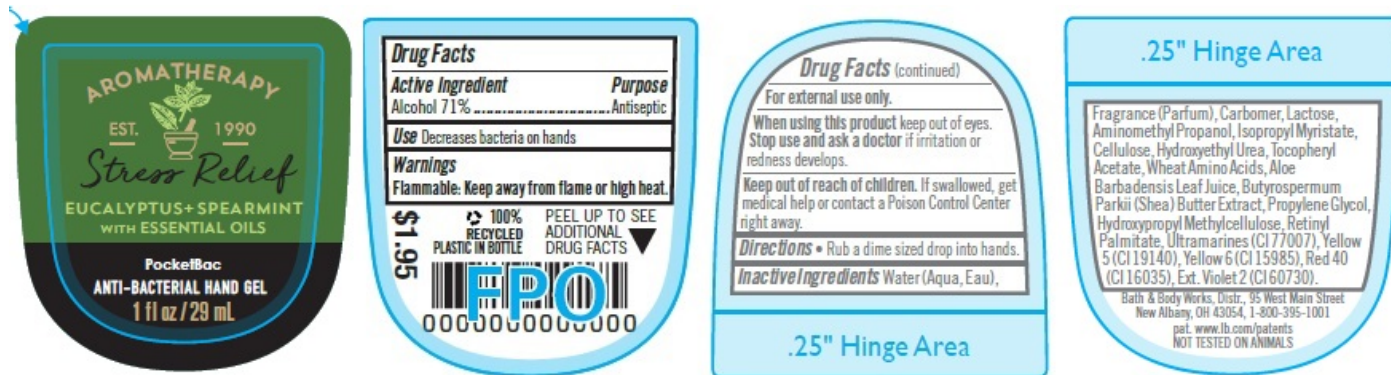 AROMATHERAPY
EST. 1990
Stress Relief
EUCALYPTUS+SPEARMINT
WITH ESSENTIAL OILS
PocketBac
ANTI-BACTERIAL HAND GEL
1 fl oz / 29 mL
Drug Facts
Active Ingredient Purpose
Alcohol 71% ........................ Antiseptic
Use Decreases bacteria on hands
Warnings
Flammable: Keep away from flame or high heat.
$1.95
100%
RECYCLED
PLASTIC IN BOTTLE
PEEL UP TO SEE
ADDITIONAL
DRUG FACTS
FPO
0000000000000
Drug Facts (continued)
For external use only.
When using this product keep out of eyes.
Stop use and ask a doctor if irritation or
redness develops.
Keep out of reach of children. If swallowed, get
medical help or contact a Poison Control Center
right away.
Directions • Rub a dime sized drop into hands.
Inactive Ingredients Water (Aqua, Eau),
.25" Hinge Area
.25" Hinge Area
Fragrance (Parfum), Carbomer, Lactose,
Aminomethyl Propanol, Isopropyl Myristate,
Cellulose, Hydroxyethyl Urea, Tocopheryl
Acetate, Wheat Amino Acids, Aloe
Barbadensis Leaf Juice, Butyrospermum
Parkii (Shea) Butter Extract, Propylene Glycol,
Hydroxypropyl Methylcellulose, Retinyl
Palmitate, Ultramarines (CI 77007), Yellow
5 (CI 19140), Yellow 6 (CI 15985), Red 40
(CI 16035), Ext. Violet 2 (CI 60730).
Bath & Body Works, Distr., 95 West Main Street
New Albany, OH 43054, 1-800-395-1001
pat. www.lb.com/patents
NOT TESTED ON ANIMALS